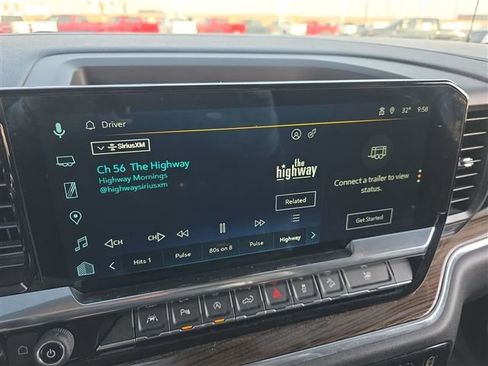 Driver
32° 9:58
SiriusXM
Ch 56 The Highway
Highway Mornings
@highwaysiriusxm
the highway
Related
Connect a trailer to view
status.
Get Started
CH CH
Hits 1 Pulse 80s on 8 Pulse Highway